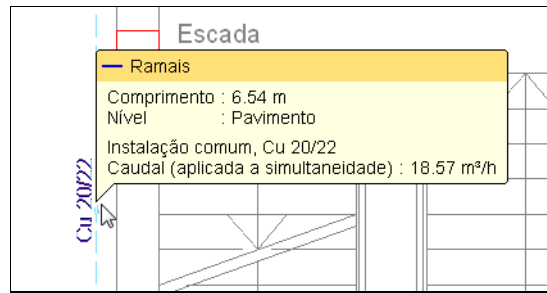 Escada
Ramais
Comprimento : 6.54 m
Nível : Pavimento
Instalação comum, Cu 20/22
Caudal (aplicada a simultaneidade) : 18.57 m³/h
Cu 20/22